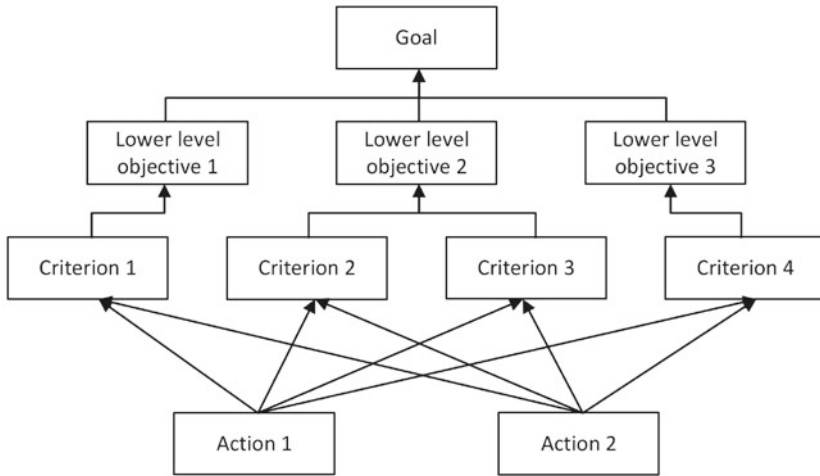 Goal
Lower level
objective 1
Lower level
objective 2
Lower level
objective 3
Criterion 1
Criterion 2
Criterion 3
Criterion 4
Action 1
Action 2